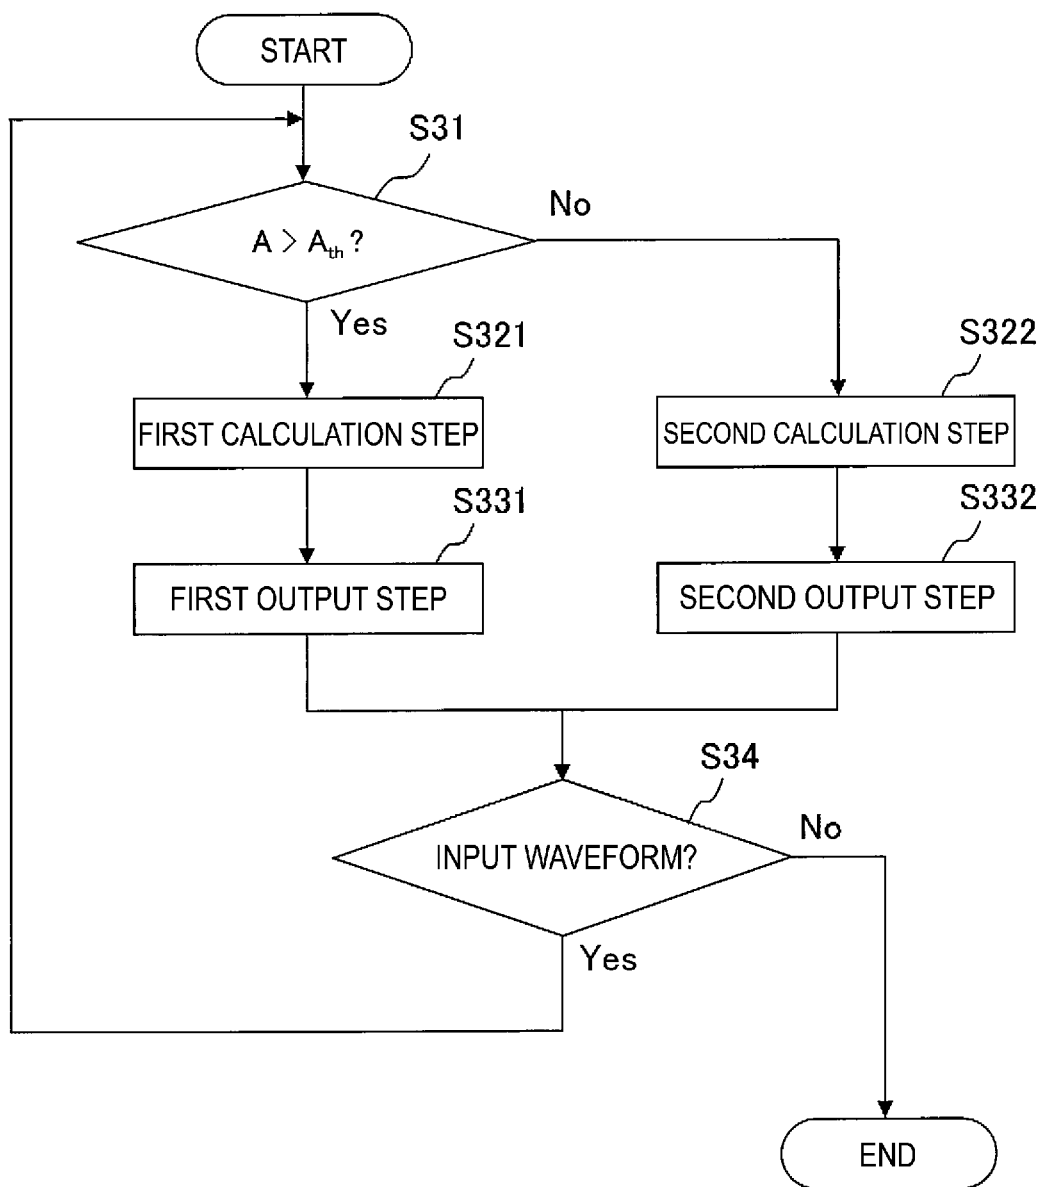 START
S31
A > Ath ?
No
Yes
S321
S322
FIRST CALCULATION STEP
SECOND CALCULATION STEP
S331
S332
FIRST OUTPUT STEP
SECOND OUTPUT STEP
S34
INPUT WAVEFORM?
No
Yes
END